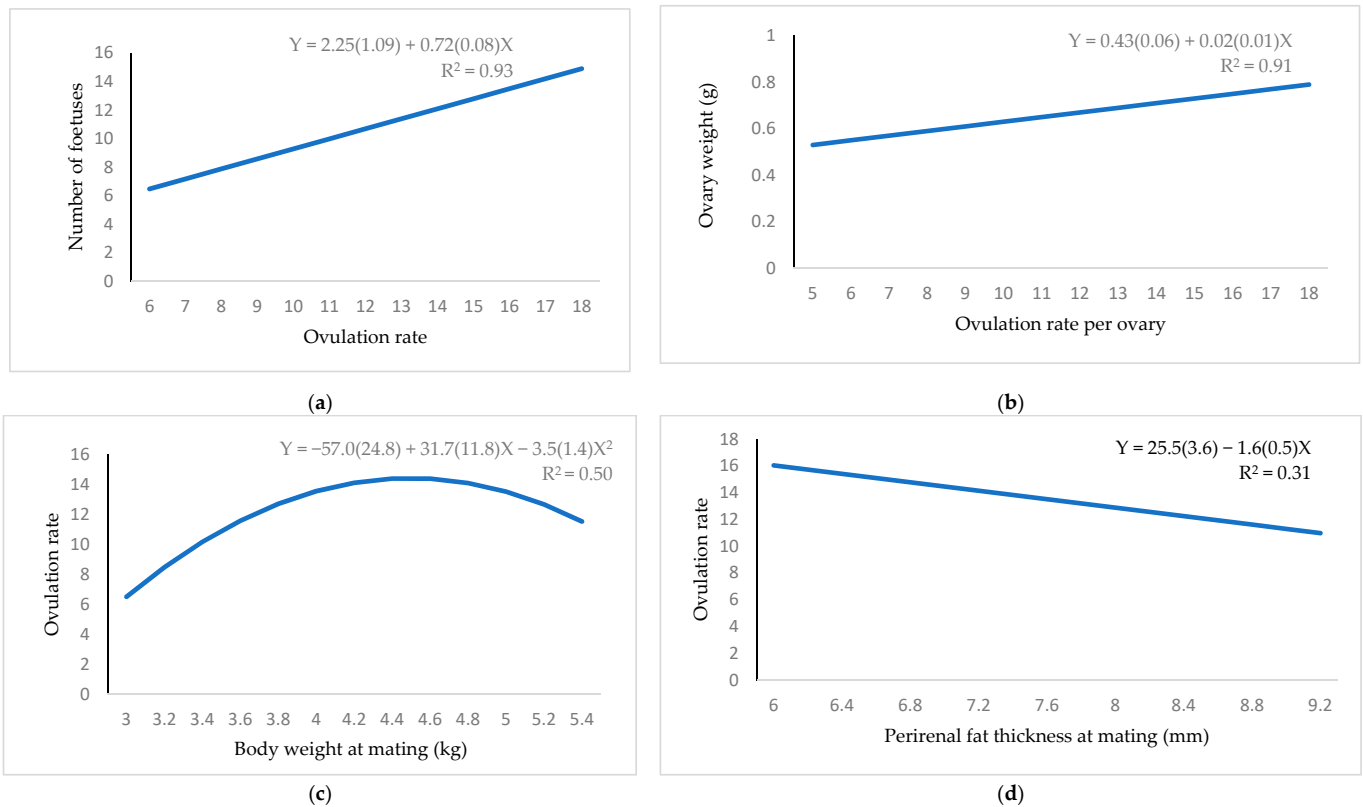 Y = 2.25(1.09) + 0.72(0.08)X
R² = 0.93
Number of foetuses
16
14
12
10
8
6
4
2
0
6 7 8 9 10 11 12 13 14 15 16 17 18
Ovulation rate
(a)
Y = 0.43(0.06) + 0.02(0.01)X
R² = 0.91
Ovary weight (g)
1
0.8
0.6
0.4
0.2
0
5 6 7 8 9 10 11 12 13 14 15 16 17 18
Ovulation rate per ovary
(b)
Y = −57.0(24.8) + 31.7(11.8)X − 3.5(1.4)X²
R² = 0.50
Ovulation rate
16
14
12
10
8
6
4
2
0
3 3.2 3.4 3.6 3.8 4 4.2 4.4 4.6 4.8 5 5.2 5.4
Body weight at mating (kg)
(c)
Y = 25.5(3.6) − 1.6(0.5)X
R² = 0.31
Ovulation rate
18
16
14
12
10
8
6
4
2
0
6 6.4 6.8 7.2 7.6 8 8.4 8.8 9.2
Perirenal fat thickness at mating (mm)
(d)